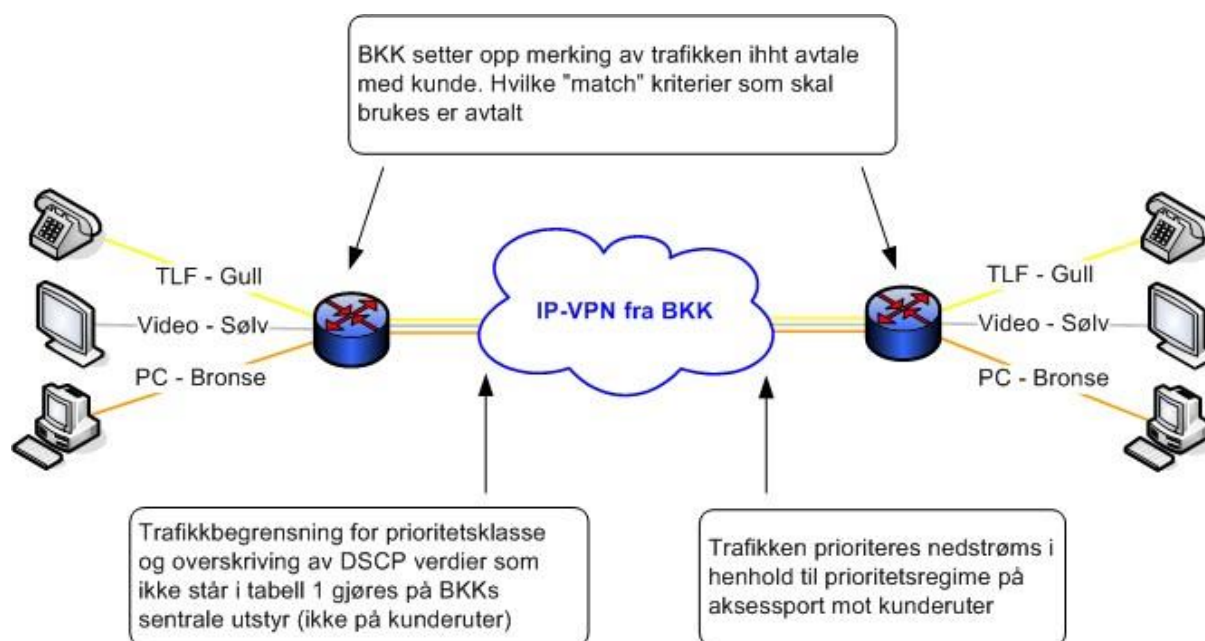 BKK setter opp merking av trafikken ihht avtale
med kunde. Hvilke "match" kriterier som skal
brukes er avtalt
TLF - Gull
Video - Sølv
PC - Bronse
IP-VPN fra BKK
TLF - Gull
Video - Sølv
PC - Bronse
Trafikkbegrensning for prioritetsklasse
og overskriving av DSCP verdier som
ikke står i tabell 1 gjøres på BKKs
sentrale utstyr (ikke på kunderuter)
Trafikken prioriteres nedstrøms i
henhold til prioritetsregime på
aksessport mot kunderuter